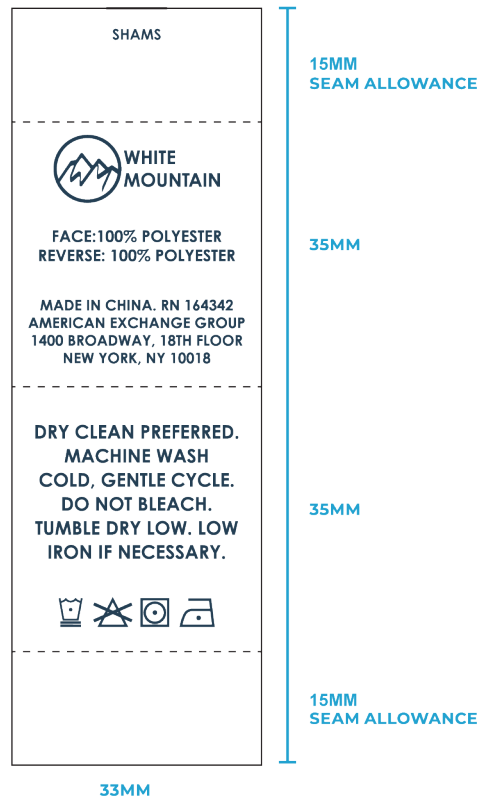 SHAMS
15MM
SEAM ALLOWANCE
WHITE
MOUNTAIN
FACE:100% POLYESTER
REVERSE: 100% POLYESTER
35MM
MADE IN CHINA. RN 164342
AMERICAN EXCHANGE GROUP
1400 BROADWAY, 18TH FLOOR
NEW YORK, NY 10018
DRY CLEAN PREFERRED.
MACHINE WASH
COLD, GENTLE CYCLE.
DO NOT BLEACH.
TUMBLE DRY LOW. LOW
IRON IF NECESSARY.
35MM
15MM
SEAM ALLOWANCE
33MM